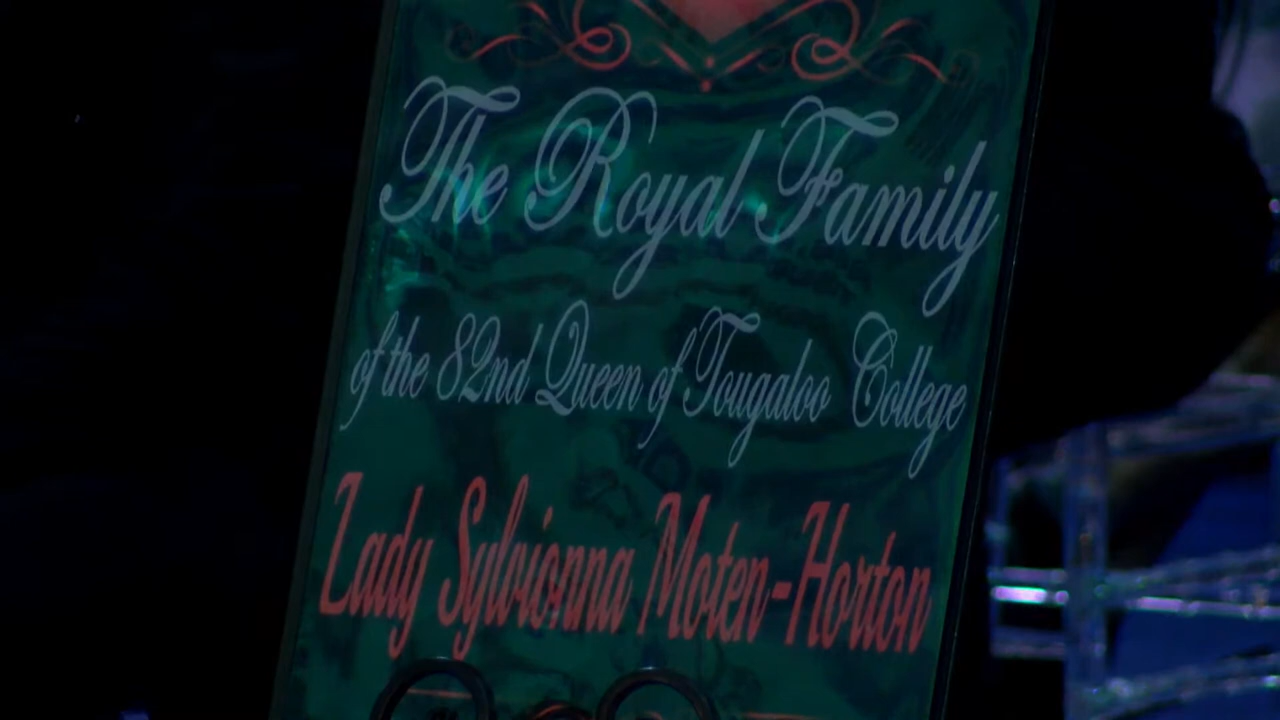 The Royal Family
of the 82nd Queen of Tougaloo College
Lady Sylvionna Moten-Horton